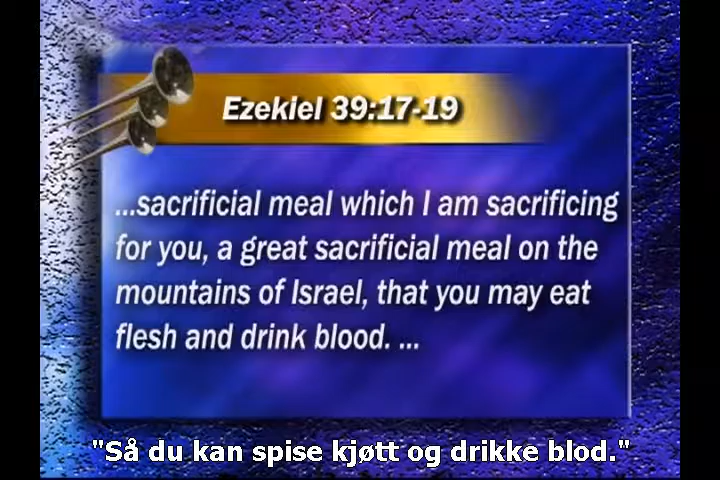 Ezekiel 39:17-19
...sacrificial meal which I am sacrificing
for you, a great sacrificial meal on the
mountains of Israel, that you may eat
flesh and drink blood. ...
"Så du kan spise kjøtt og drikke blod."